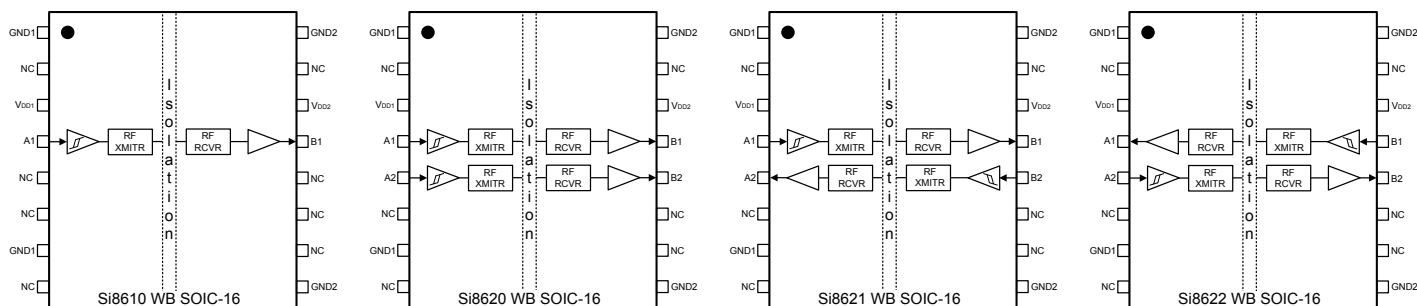 GND1 GND2
NC NC
VDD1 VDD2
A1 RF XMITR RF RCVR B1
NC NC
NC NC
GND1 NC
NC GND2
Isolation
Si8610 WB SOIC-16
GND1 GND2
NC NC
VDD1 VDD2
A1 RF XMITR RF RCVR B1
A2 RF XMITR RF RCVR B2
NC NC
GND1 NC
NC GND2
Isolation
Si8620 WB SOIC-16
GND1 GND2
NC NC
VDD1 VDD2
A1 RF XMITR RF RCVR B1
A2 RF RCVR RF XMITR B2
NC NC
GND1 NC
NC GND2
Isolation
Si8621 WB SOIC-16
GND1 GND2
NC NC
VDD1 VDD2
A1 RF RCVR RF XMITR B1
A2 RF XMITR RF RCVR B2
NC NC
GND1 NC
NC GND2
Isolation
Si8622 WB SOIC-16